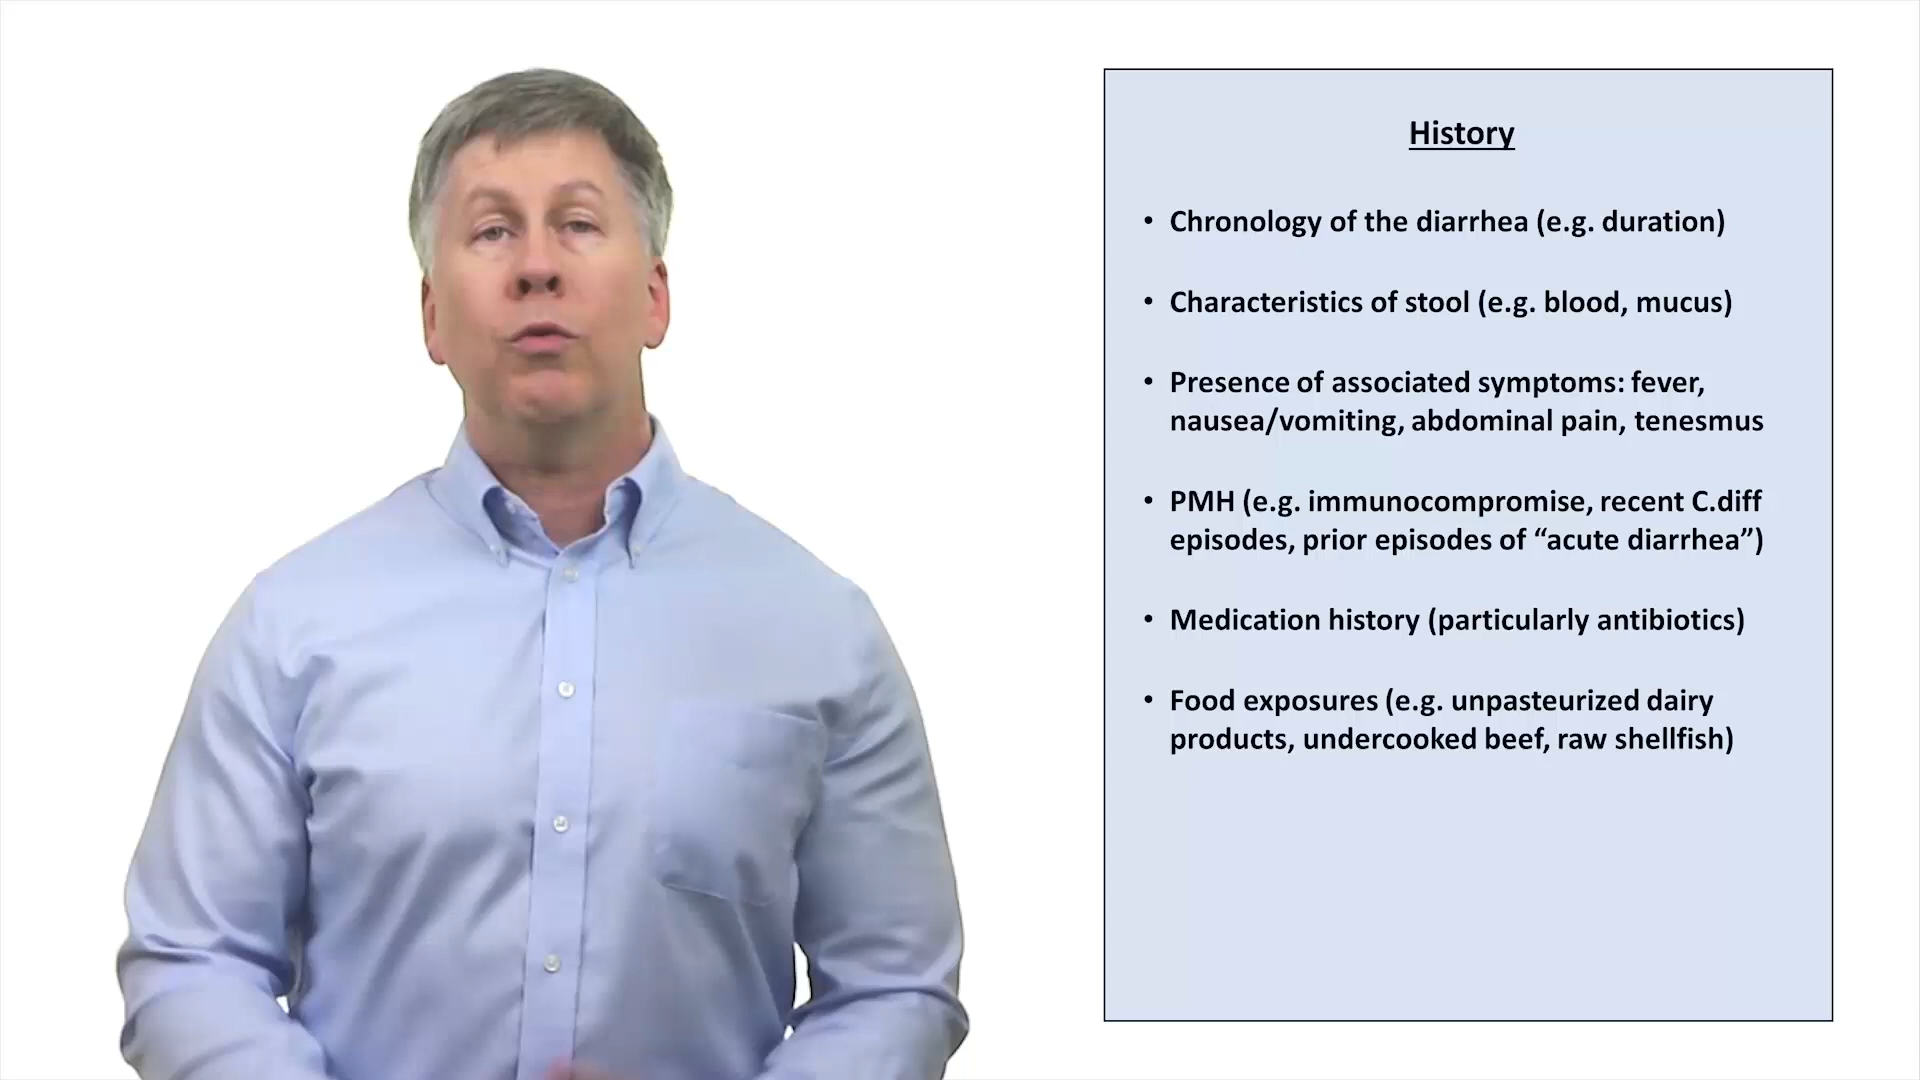 History
• Chronology of the diarrhea (e.g. duration)
• Characteristics of stool (e.g. blood, mucus)
• Presence of associated symptoms: fever,
nausea/vomiting, abdominal pain, tenesmus
• PMH (e.g. immunocompromise, recent C.diff
episodes, prior episodes of “acute diarrhea”)
• Medication history (particularly antibiotics)
• Food exposures (e.g. unpasteurized dairy
products, undercooked beef, raw shellfish)